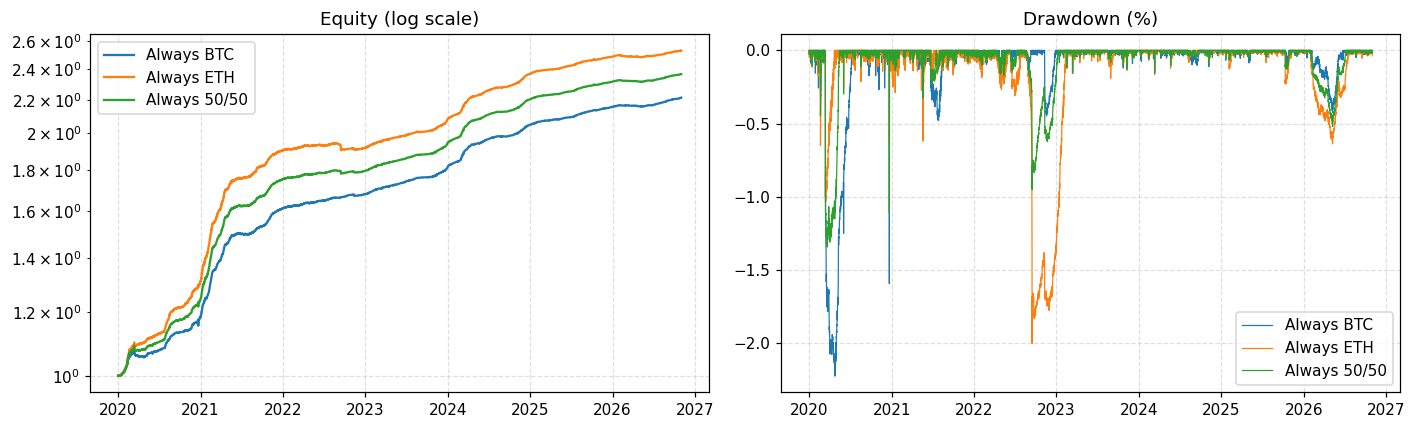 Equity (log scale)
2.6 × 10⁰
2.4 × 10⁰
2.2 × 10⁰
2 × 10⁰
1.8 × 10⁰
1.6 × 10⁰
1.4 × 10⁰
1.2 × 10⁰
10⁰
Always BTC
Always ETH
Always 50/50
2020 2021 2022 2023 2024 2025 2026 2027
Drawdown (%)
0.0
−0.5
−1.0
−1.5
−2.0
Always BTC
Always ETH
Always 50/50
2020 2021 2022 2023 2024 2025 2026 2027